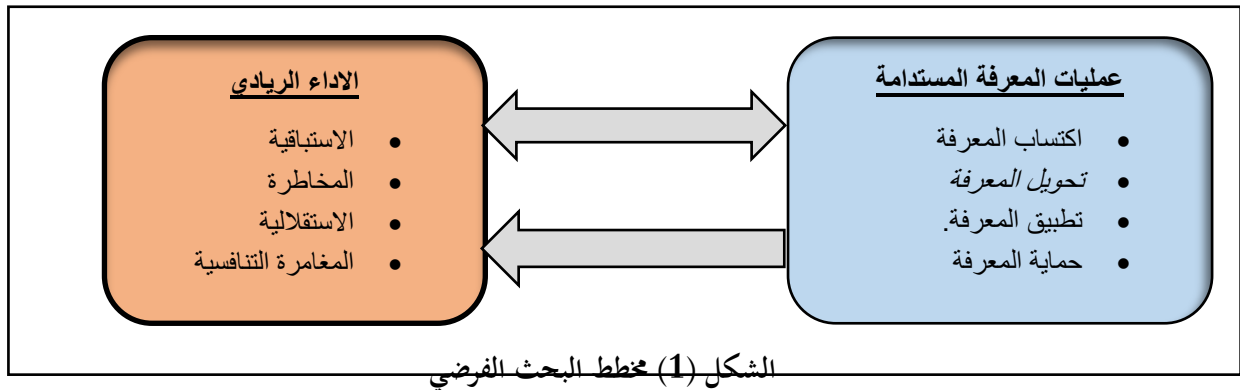 عمليات المعرفة المستدامة
• اكتساب المعرفة
• تحويل المعرفة
• تطبيق المعرفة.
• حماية المعرفة
الاداء الريادي
• الاستباقية
• المخاطرة
• الاستقلالية
• المغامرة التنافسية
الشكل (1) مخطط البحث الفرضي